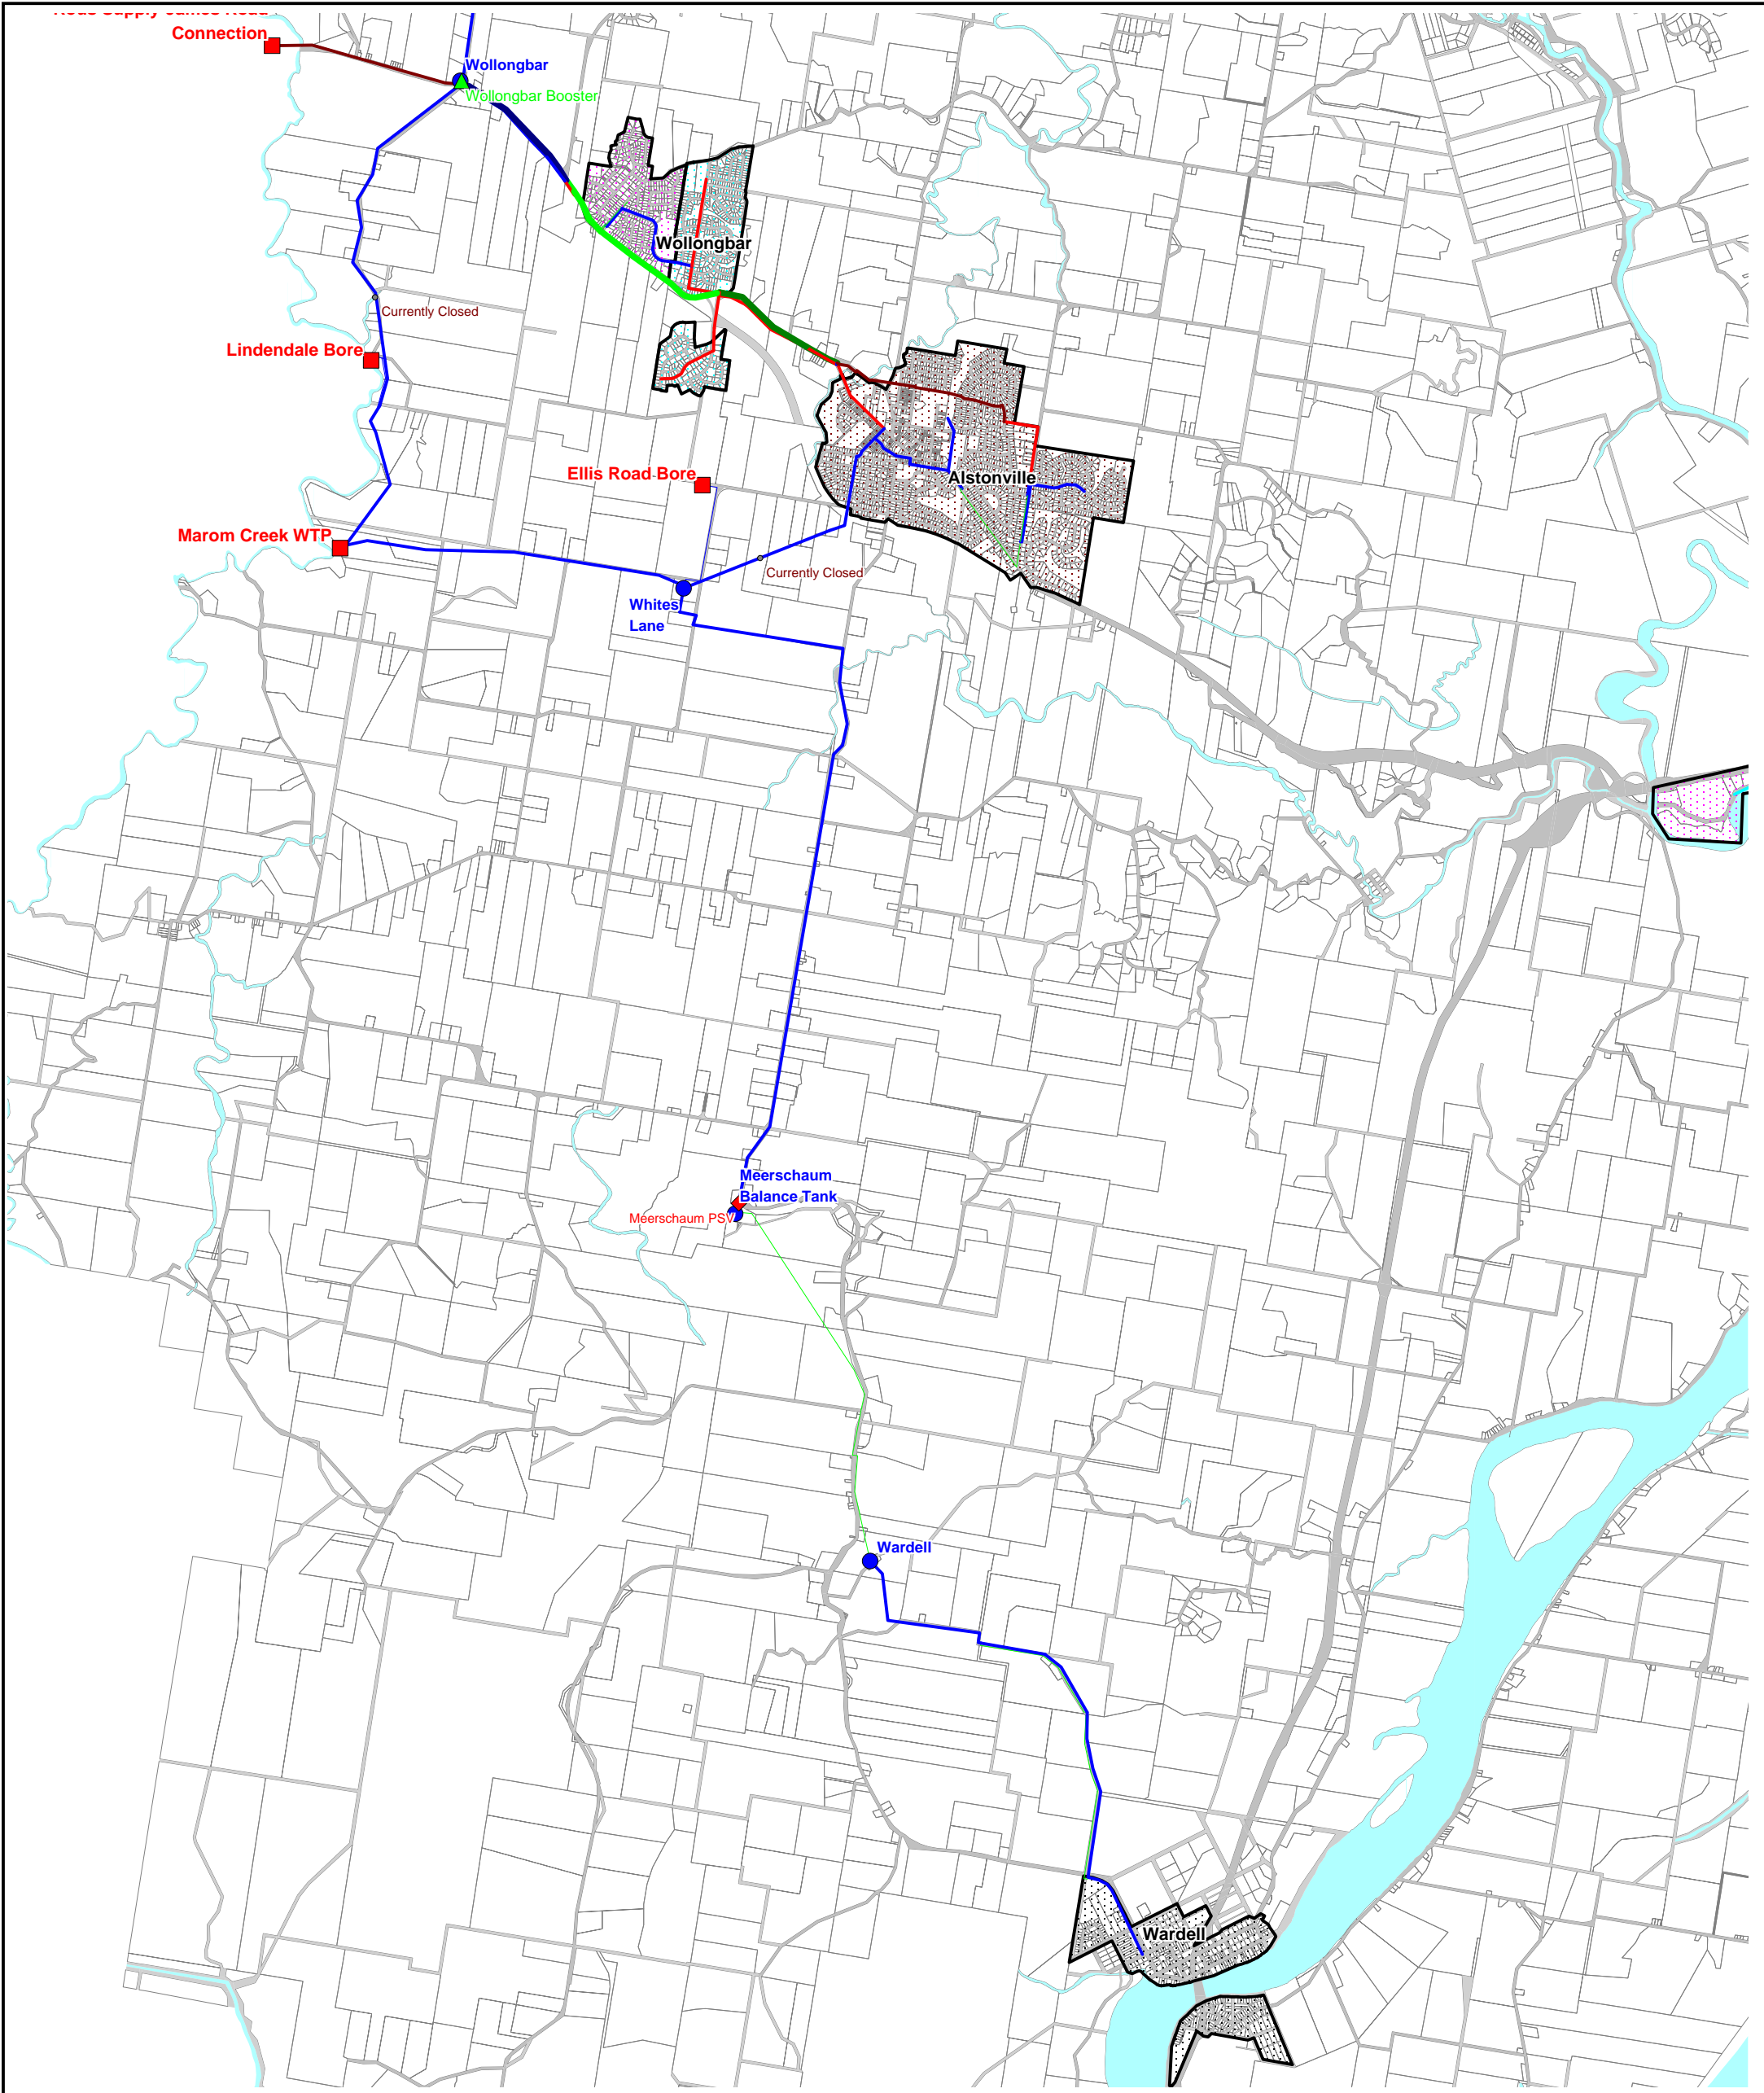 Connection
Wollongbar
Wollongbar Booster
Wollongbar
Currently Closed
Lindendale Bore
Ellis Road Bore
Alstonville
Marom Creek WTP
Currently Closed
Whites
Lane
Meerschaum
Balance Tank
Meerschaum PSV
Wardell
Wardell